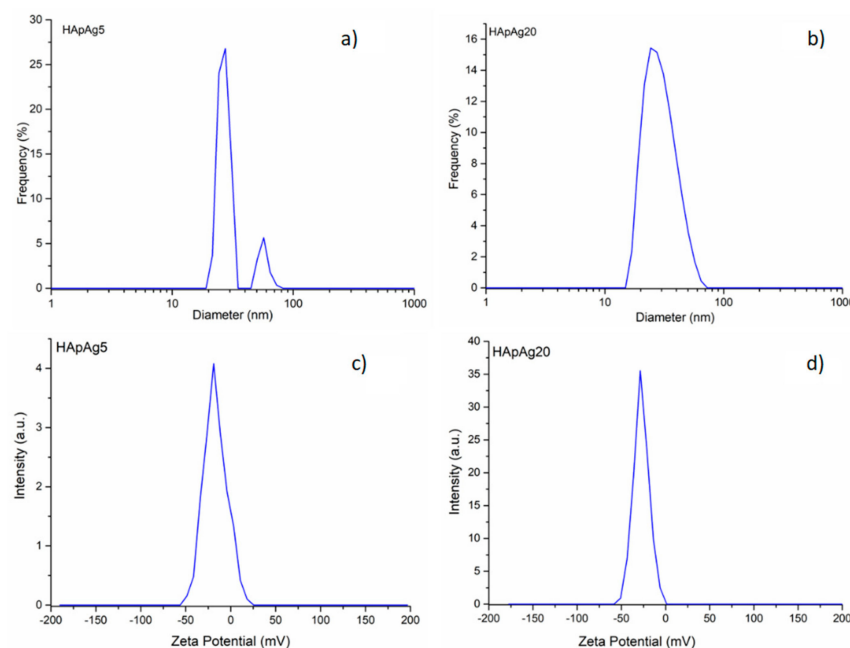 HApAg5
a)
30
25
20
15
10
5
0
Frequency (%)
1
10
100
1000
Diameter (nm)
HApAg20
b)
16
14
12
10
8
6
4
2
0
Frequency (%)
1
10
100
1000
Diameter (nm)
HApAg5
c)
4
3
2
1
0
Intensity (a.u.)
-200 -150 -100 -50 0 50 100 150 200
Zeta Potential (mV)
HApAg20
d)
40
35
30
25
20
15
10
5
0
Intensity (a.u.)
-200 -150 -100 -50 0 50 100 150 200
Zeta Potential (mV)